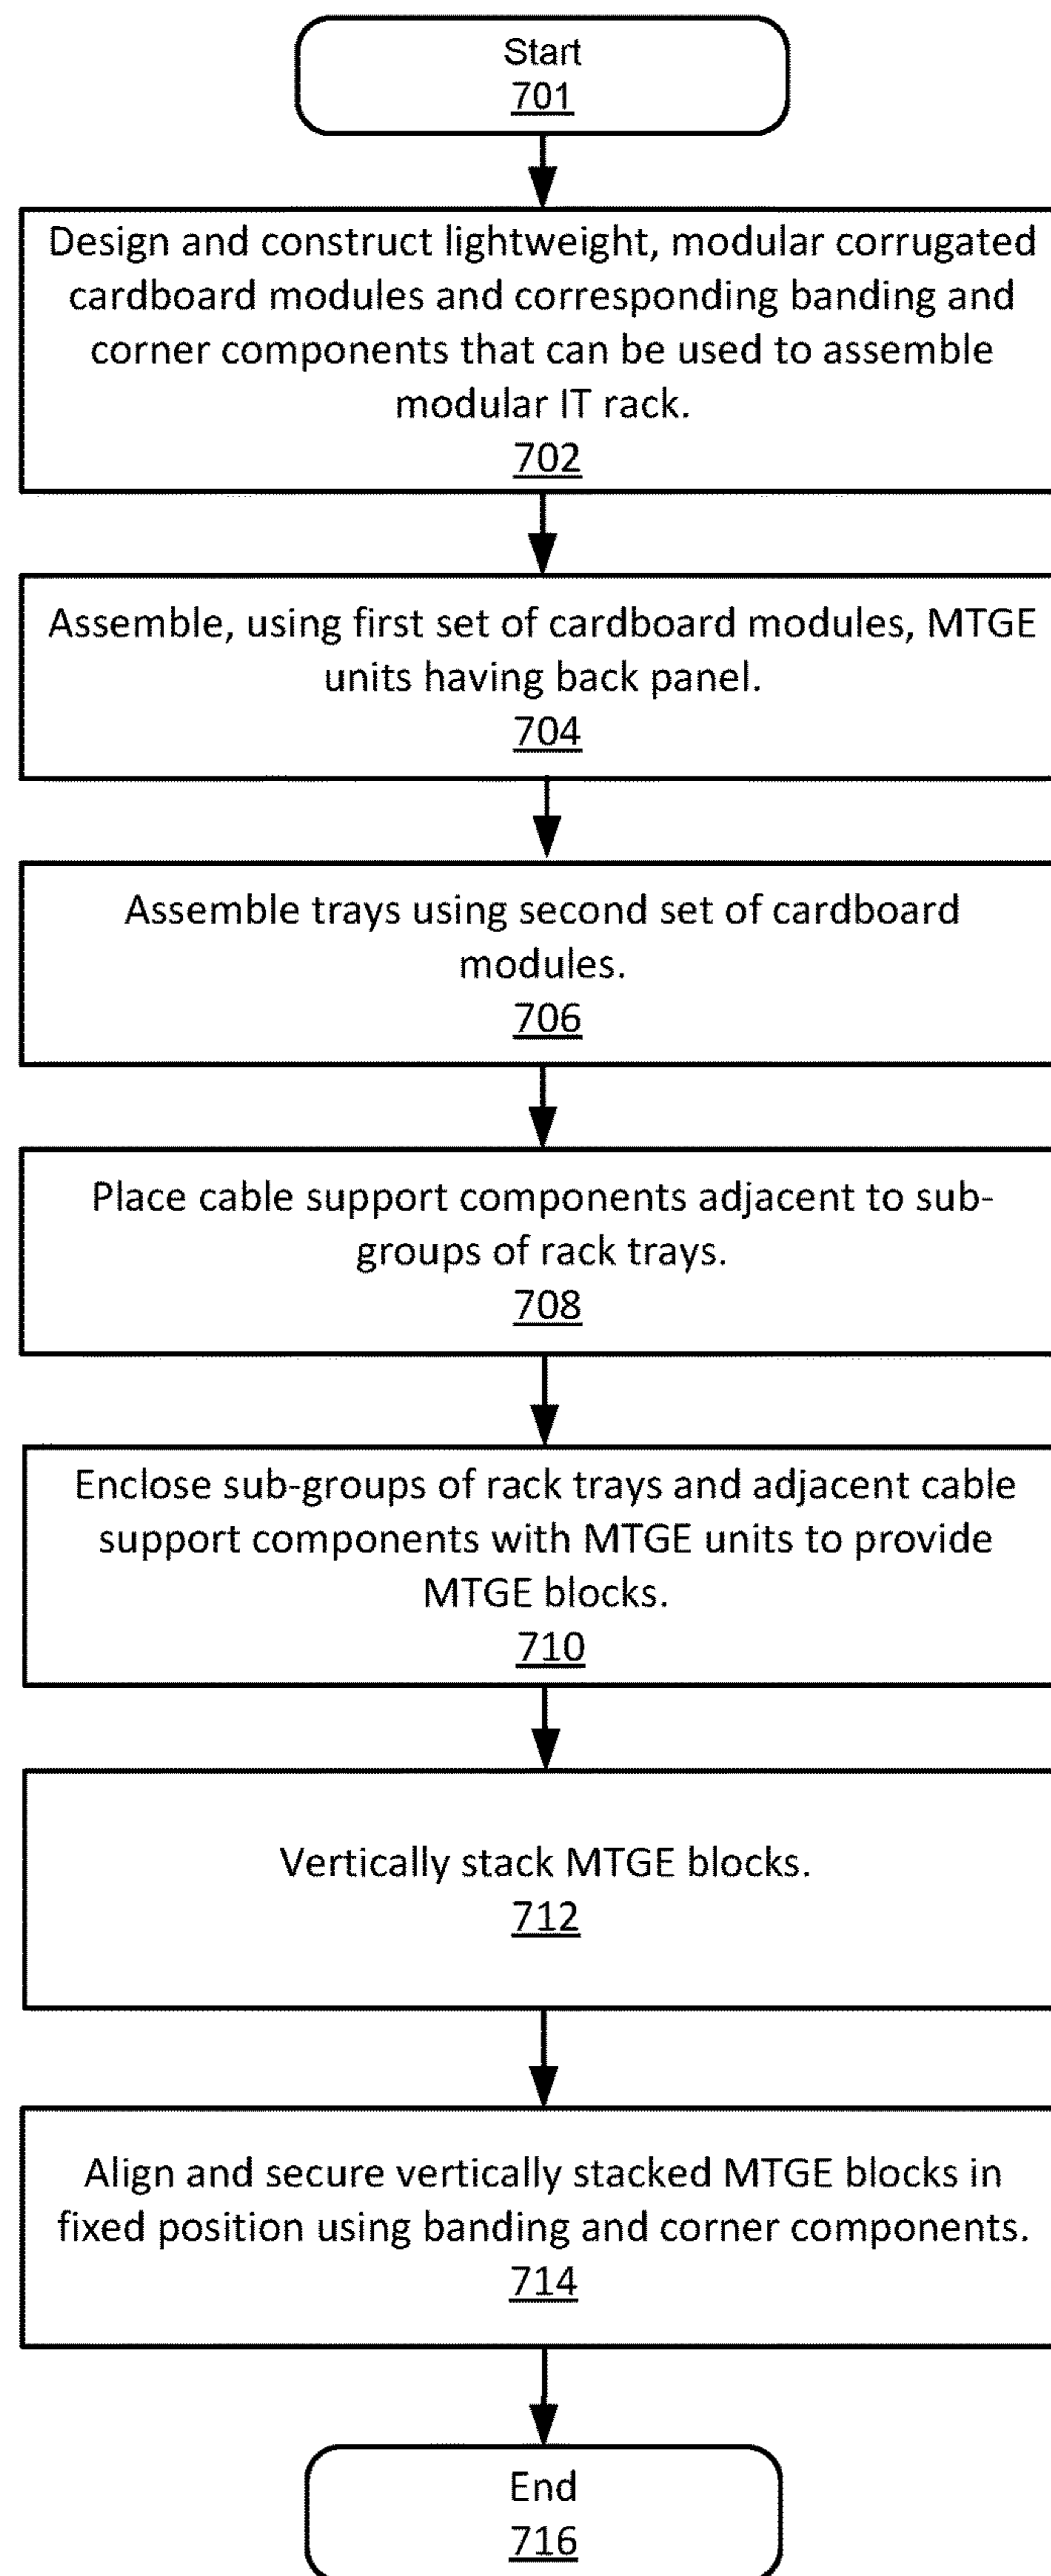 Start
701
Design and construct lightweight, modular corrugated
cardboard modules and corresponding banding and
corner components that can be used to assemble
modular IT rack.
702
Assemble, using first set of cardboard modules, MTGE
units having back panel.
704
Assemble trays using second set of cardboard
modules.
706
Place cable support components adjacent to sub-
groups of rack trays.
708
Enclose sub-groups of rack trays and adjacent cable
support components with MTGE units to provide
MTGE blocks.
710
Vertically stack MTGE blocks.
712
Align and secure vertically stacked MTGE blocks in
fixed position using banding and corner components.
714
End
716